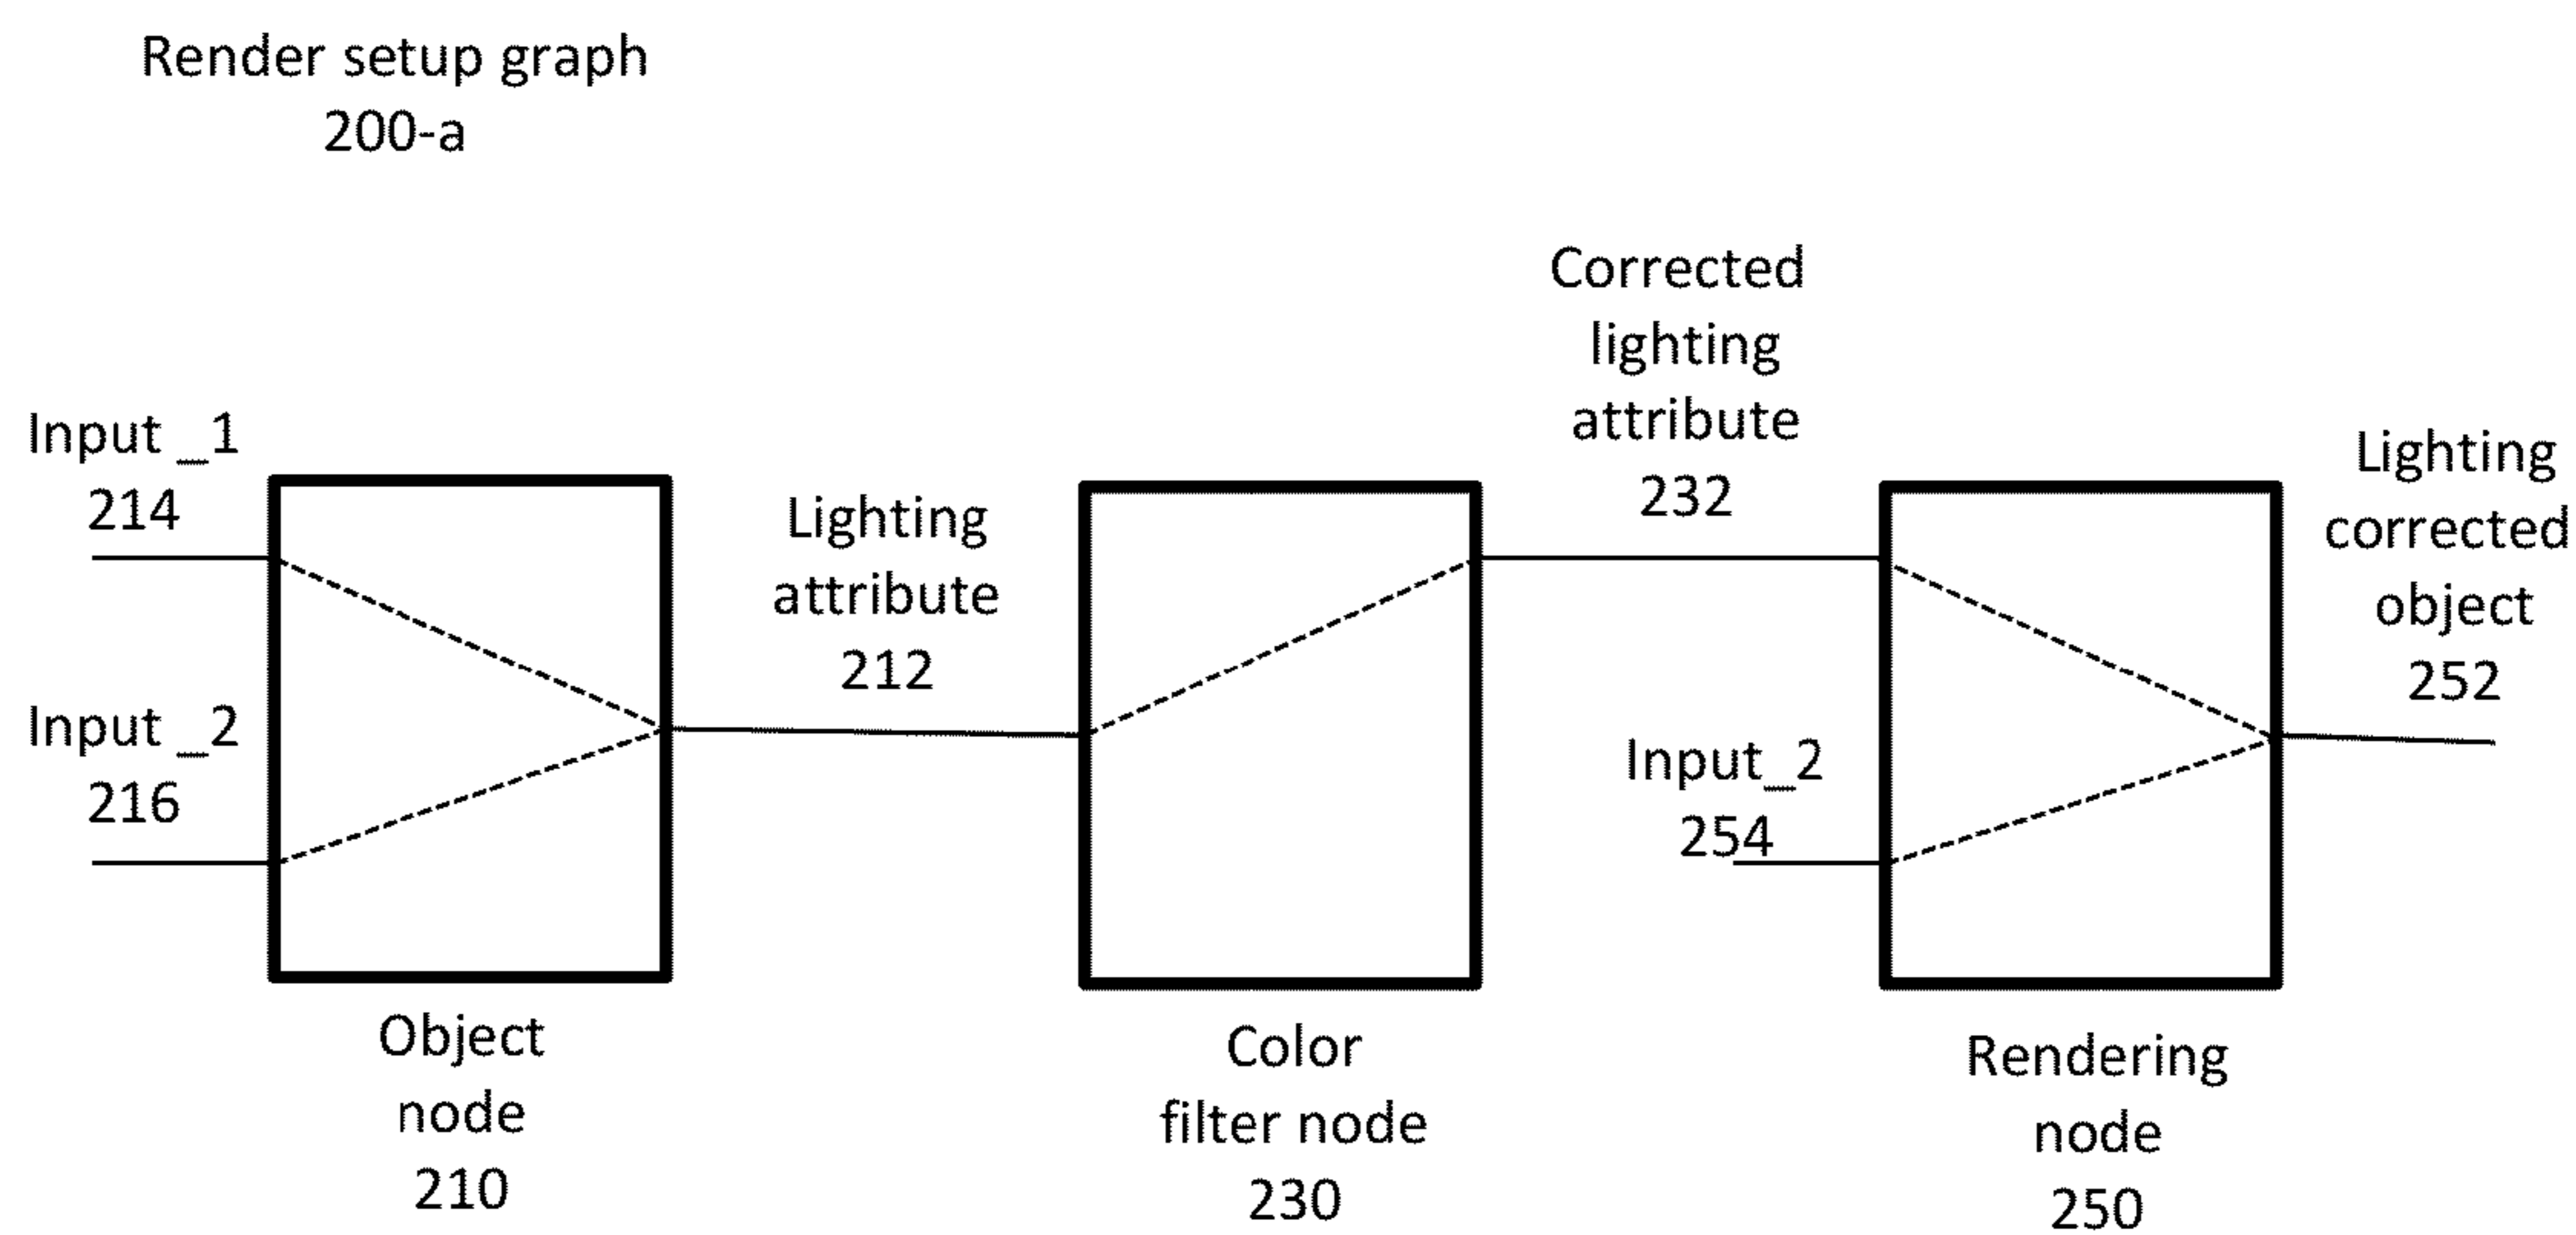 Render setup graph
200-a
Input _1
214
Input _2
216
Object
node
210
Lighting
attribute
212
Color
filter node
230
Corrected
lighting
attribute
232
Input_2
254
Rendering
node
250
Lighting
corrected
object
252